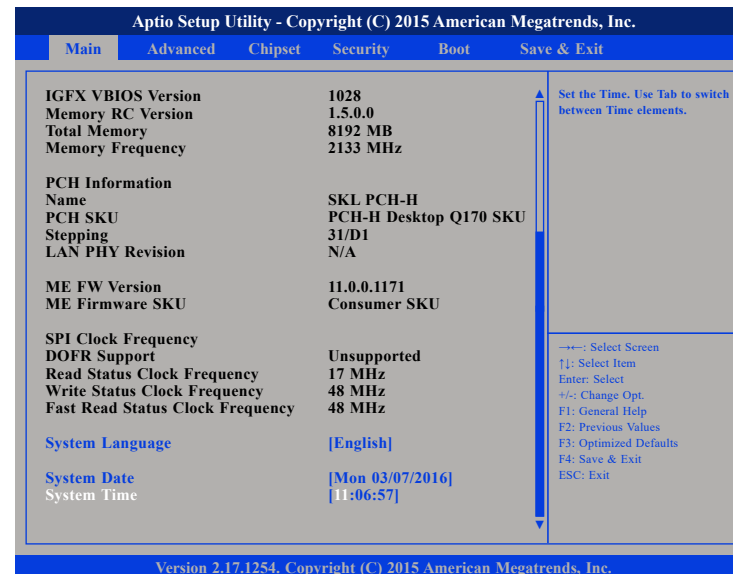 Aptio Setup Utility - Copyright (C) 2015 American Megatrends, Inc.
Main Advanced Chipset Security Boot Save & Exit
IGFX VBIOS Version 1028
Memory RC Version 1.5.0.0
Total Memory 8192 MB
Memory Frequency 2133 MHz
PCH Information
Name SKL PCH-H
PCH SKU PCH-H Desktop Q170 SKU
Stepping 31/D1
LAN PHY Revision N/A
ME FW Version 11.0.0.1171
ME Firmware SKU Consumer SKU
SPI Clock Frequency
DOFR Support Unsupported
Read Status Clock Frequency 17 MHz
Write Status Clock Frequency 48 MHz
Fast Read Status Clock Frequency 48 MHz
System Language [English]
System Date [Mon 03/07/2016]
System Time [11:06:57]
Set the Time. Use Tab to switch
between Time elements.
→←: Select Screen
↑↓: Select Item
Enter: Select
+/-: Change Opt.
F1: General Help
F2: Previous Values
F3: Optimized Defaults
F4: Save & Exit
ESC: Exit
Version 2.17.1254. Copyright (C) 2015 American Megatrends, Inc.